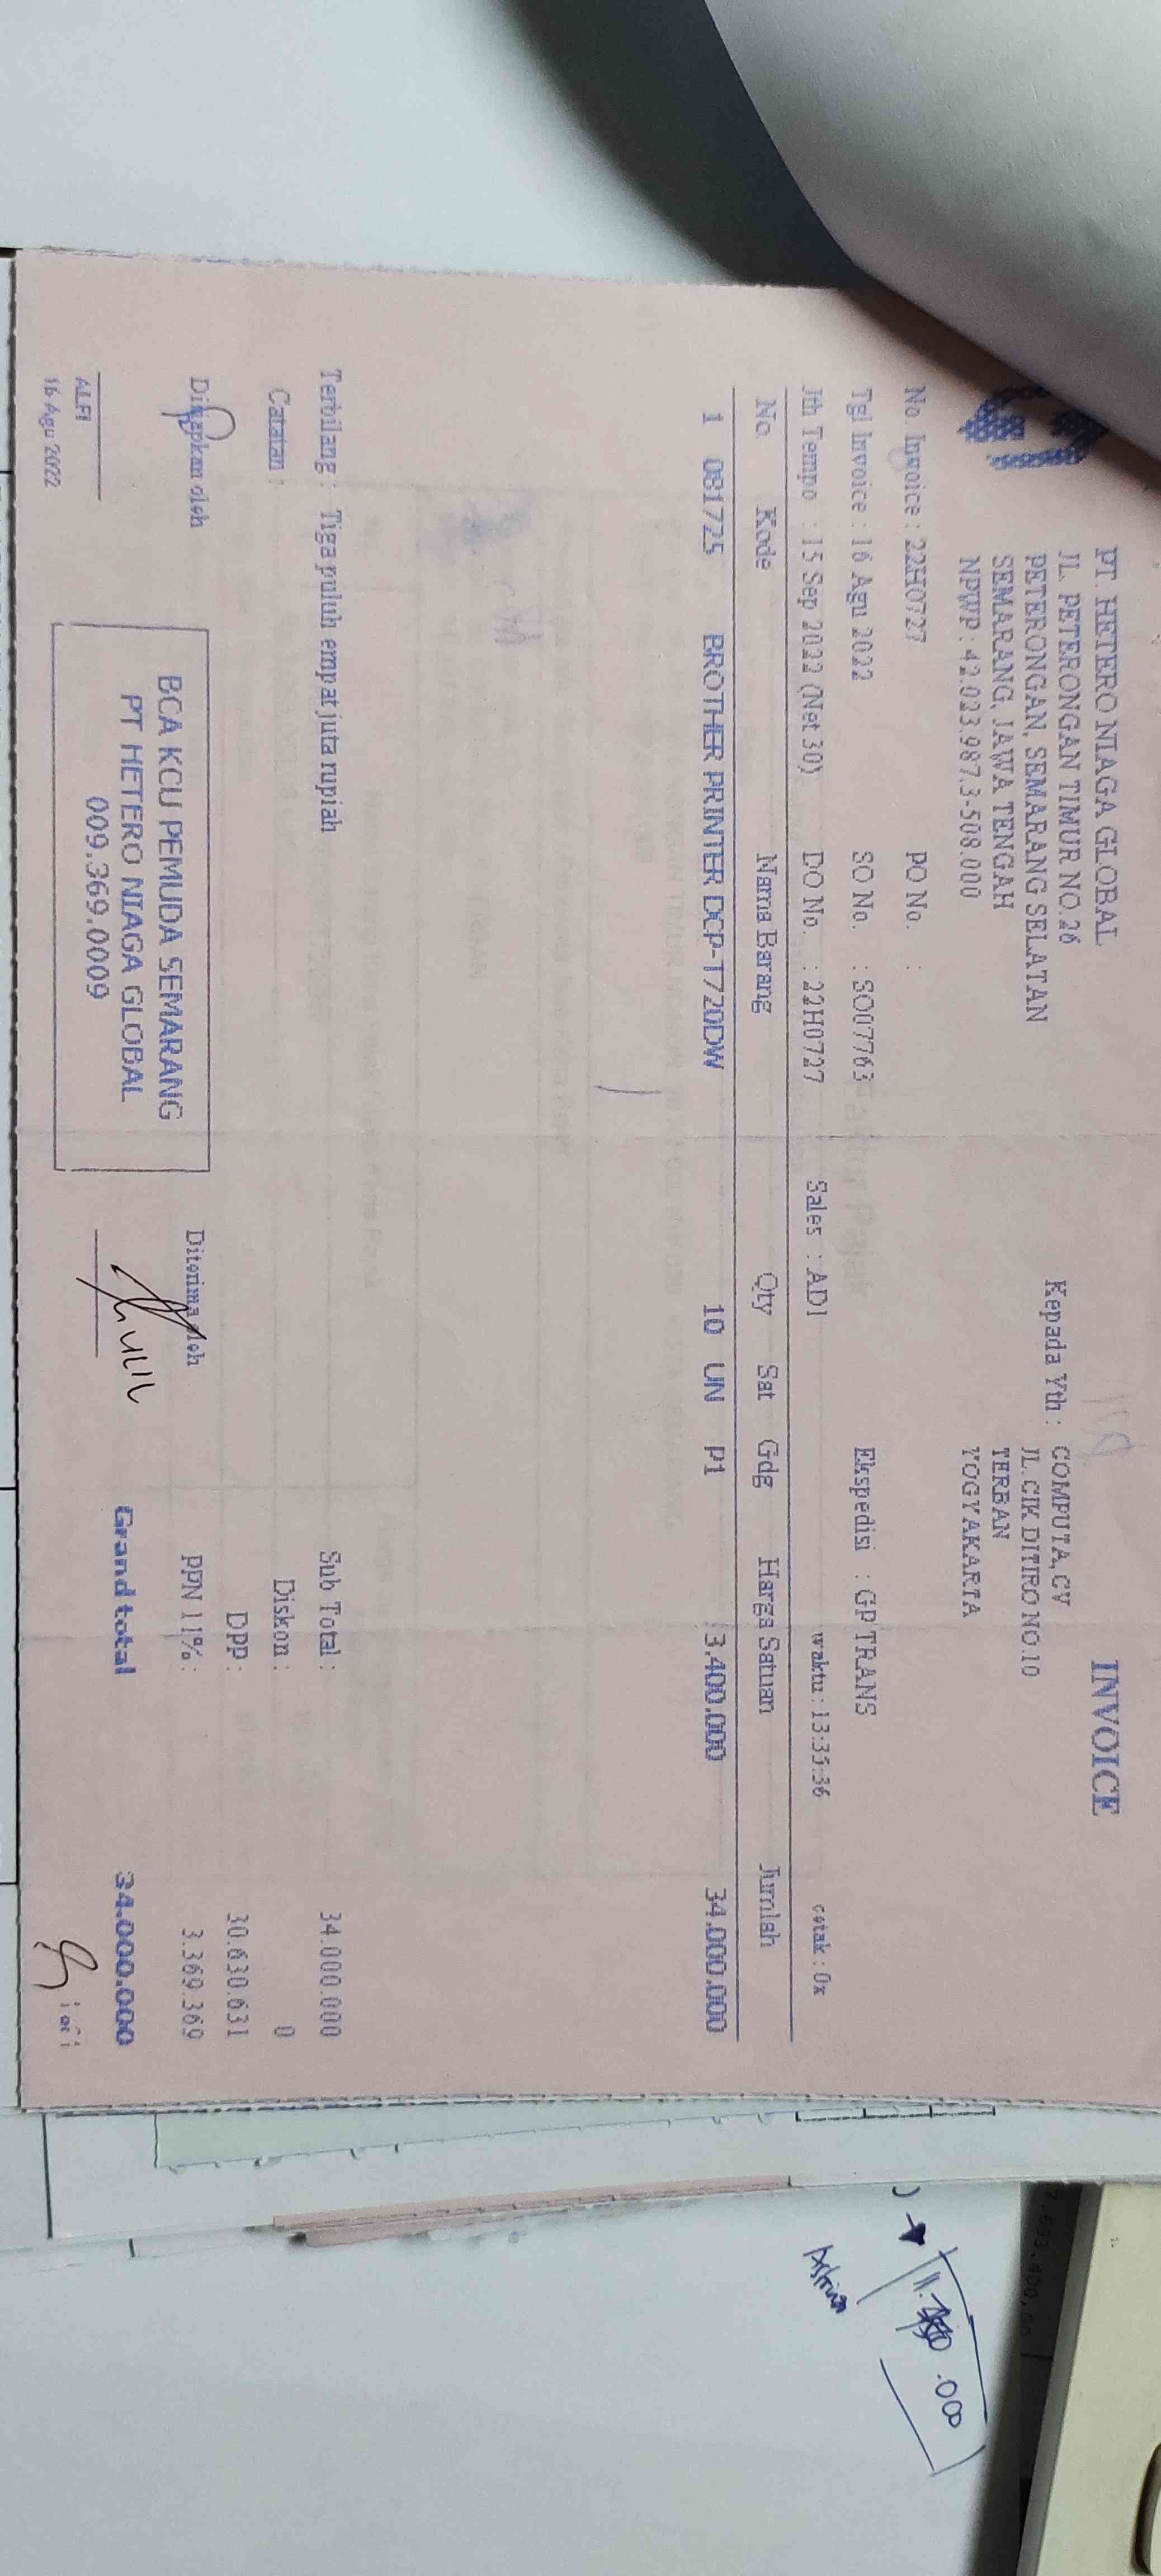 INVOICE
PT HETERO NIAGA GLOBAL
JL. PETERONGAN TIMUR NO.26
PETERONGAN, SEMARANG SELATAN
SEMARANG, JAWA TENGAH
NPWP : 42.023.987.3-508.000
Kepada Yth : COMPUTA,CV
JL.CIK DITIRO NO.10
TERBAN
YOGYAKARTA
No. Invoice : 22H0727 PO No. :
Tgl Invoice : 16 Agu 2022 SO No. : SO07763 Ekspedisi : GP TRANS
Jth Tempo : 15 Sep 2022 (Net 30) DO No. : 22H0727 Sales : ADI waktu : 13:35:36 cetak : 0x
No. Kode Nama Barang Qty Sat Gdg Harga Satuan Jumlah
1 081725 BROTHER PRINTER DCP-T720DW 10 UN P1 3.400.000 34.000.000
Terbilang : Tiga puluh empat juta rupiah
Sub Total : 34.000.000
Catatan :
Diskon : 0
DPP : 30.630.631
Disiapkan oleh
Diterima oleh
PPN 11% : 3.369.369
Grand total 34.000.000
BCA KCU PEMUDA SEMARANG
PT HETERO NIAGA GLOBAL
009.369.0009
ALFI
16 Agu 2022
1 of 1